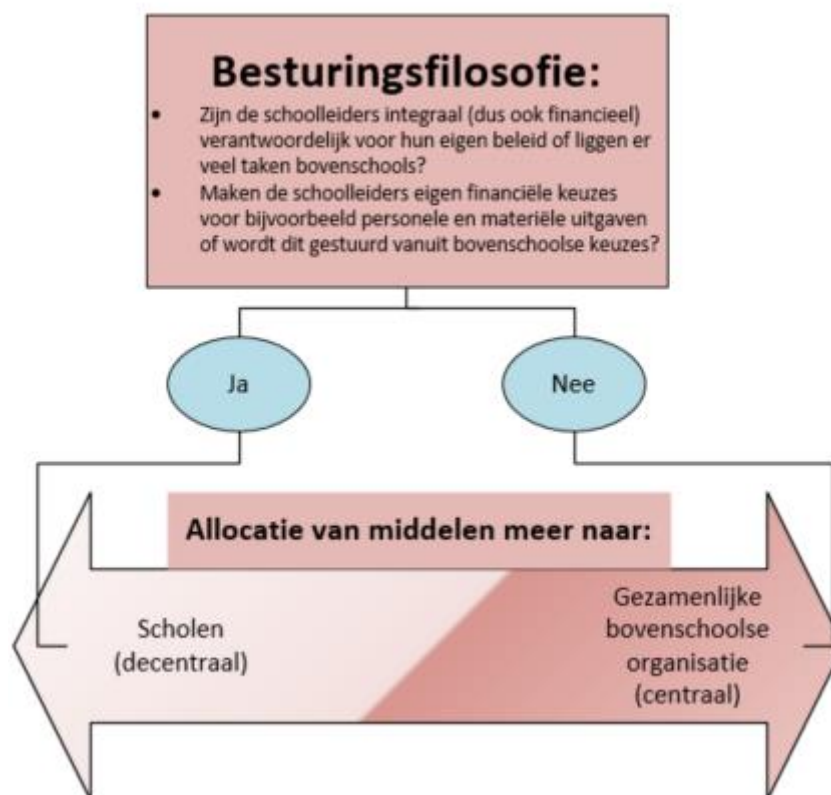 Besturingsfilosofie:
• Zijn de schoolleiders integraal (dus ook financieel)
verantwoordelijk voor hun eigen beleid of liggen er
veel taken bovenschools?
• Maken de schoolleiders eigen financiële keuzes
voor bijvoorbeeld personele en materiële uitgaven
of wordt dit gestuurd vanuit bovenschoolse keuzes?
Ja
Nee
Allocatie van middelen meer naar:
Scholen
(decentraal)
Gezamenlijke
bovenschoolse
organisatie
(centraal)